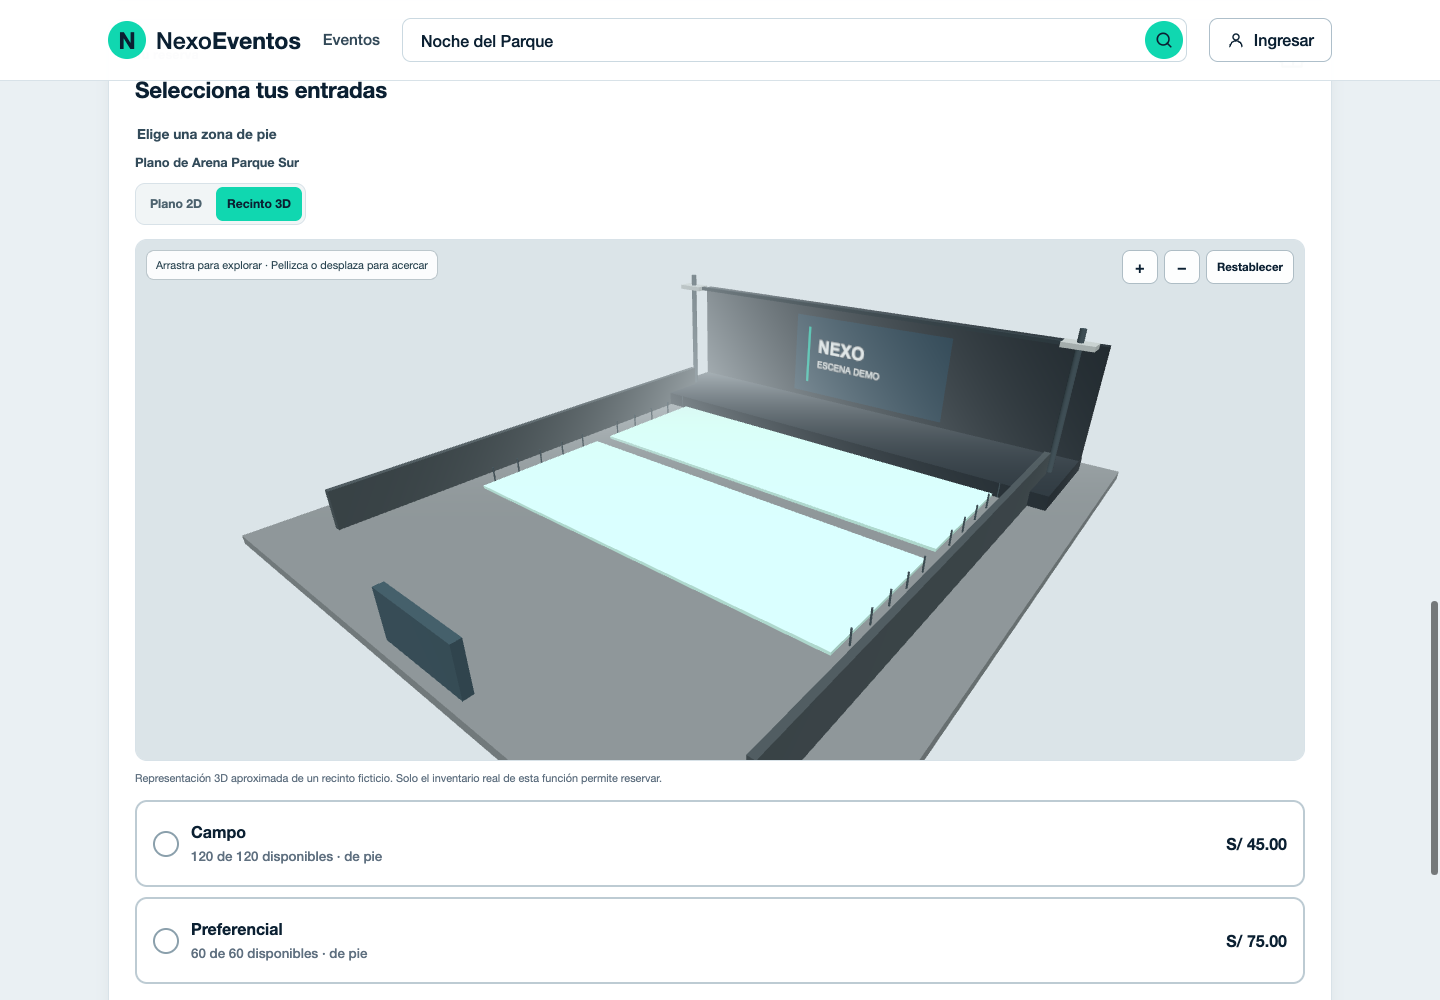 N NexoEventos
Eventos
Noche del Parque
Ingresar
Selecciona tus entradas
Elige una zona de pie
Plano de Arena Parque Sur
Plano 2D
Recinto 3D
Arrastra para explorar · Pellizca o desplaza para acercar
+
−
Restablecer
NEXO
ESCENA DEMO
Representación 3D aproximada de un recinto ficticio. Solo el inventario real de esta función permite reservar.
Campo
120 de 120 disponibles · de pie
S/ 45.00
Preferencial
60 de 60 disponibles · de pie
S/ 75.00